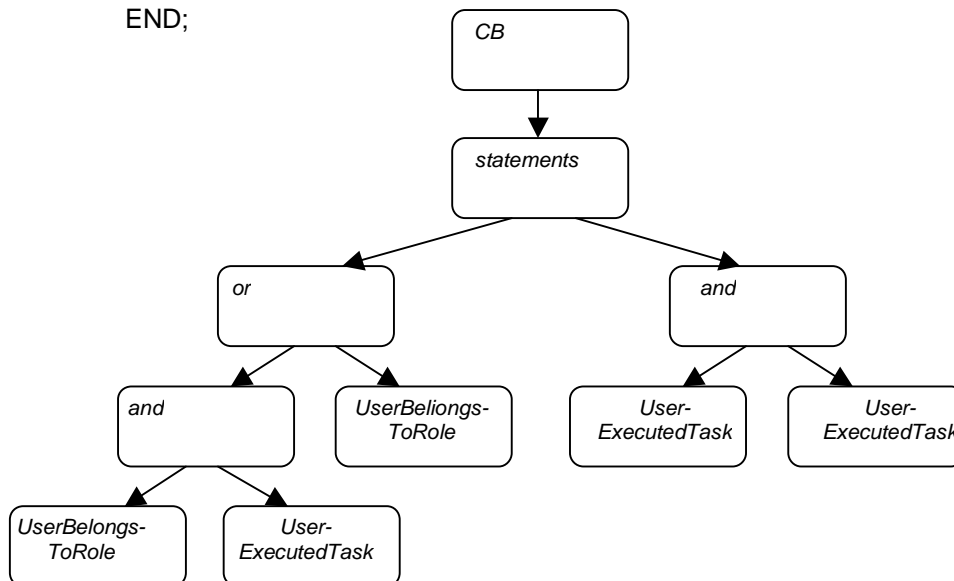 END;
CB
statements
or
and
and
UserBeliongs-
ToRole
User-
ExecutedTask
User-
ExecutedTask
UserBelongs-
ToRole
User-
ExecutedTask